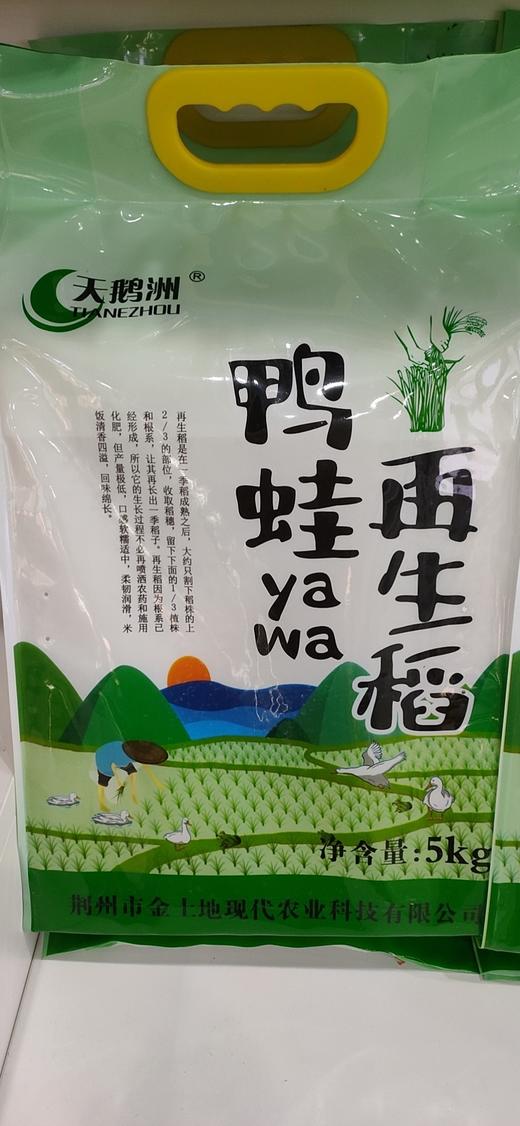 天鹅洲®
TIANEZHOU
再生稻
鸭蛙
ya
wa
再生稻是在一季稻成熟之后，大约只割下稻株的上
2/3的部位，收取稻穗，留下下面的1/3植株
和根系，让其再长出一季稻子。再生稻因为根系已
经形成，所以它的生长过程不必再喷洒农药和施用
化肥，但产量极低，口感软糯适中，柔韧润滑，米
饭清香四溢，回味绵长。
净含量:5kg
荆州市金土地现代农业科技有限公司